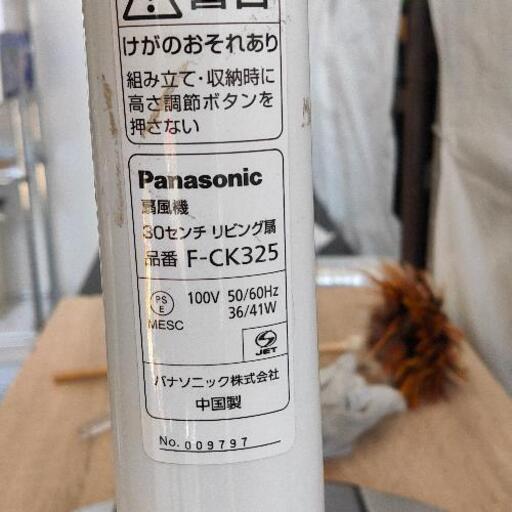 警告
けがのおそれあり
組み立て・収納時に
高さ調節ボタンを
押さない
Panasonic
扇風機
30センチ リビング扇
品番 F-CK325
PS
E
MESC
100V 50/60Hz
36/41W
JET
パナソニック株式会社
中国製
No. 009797